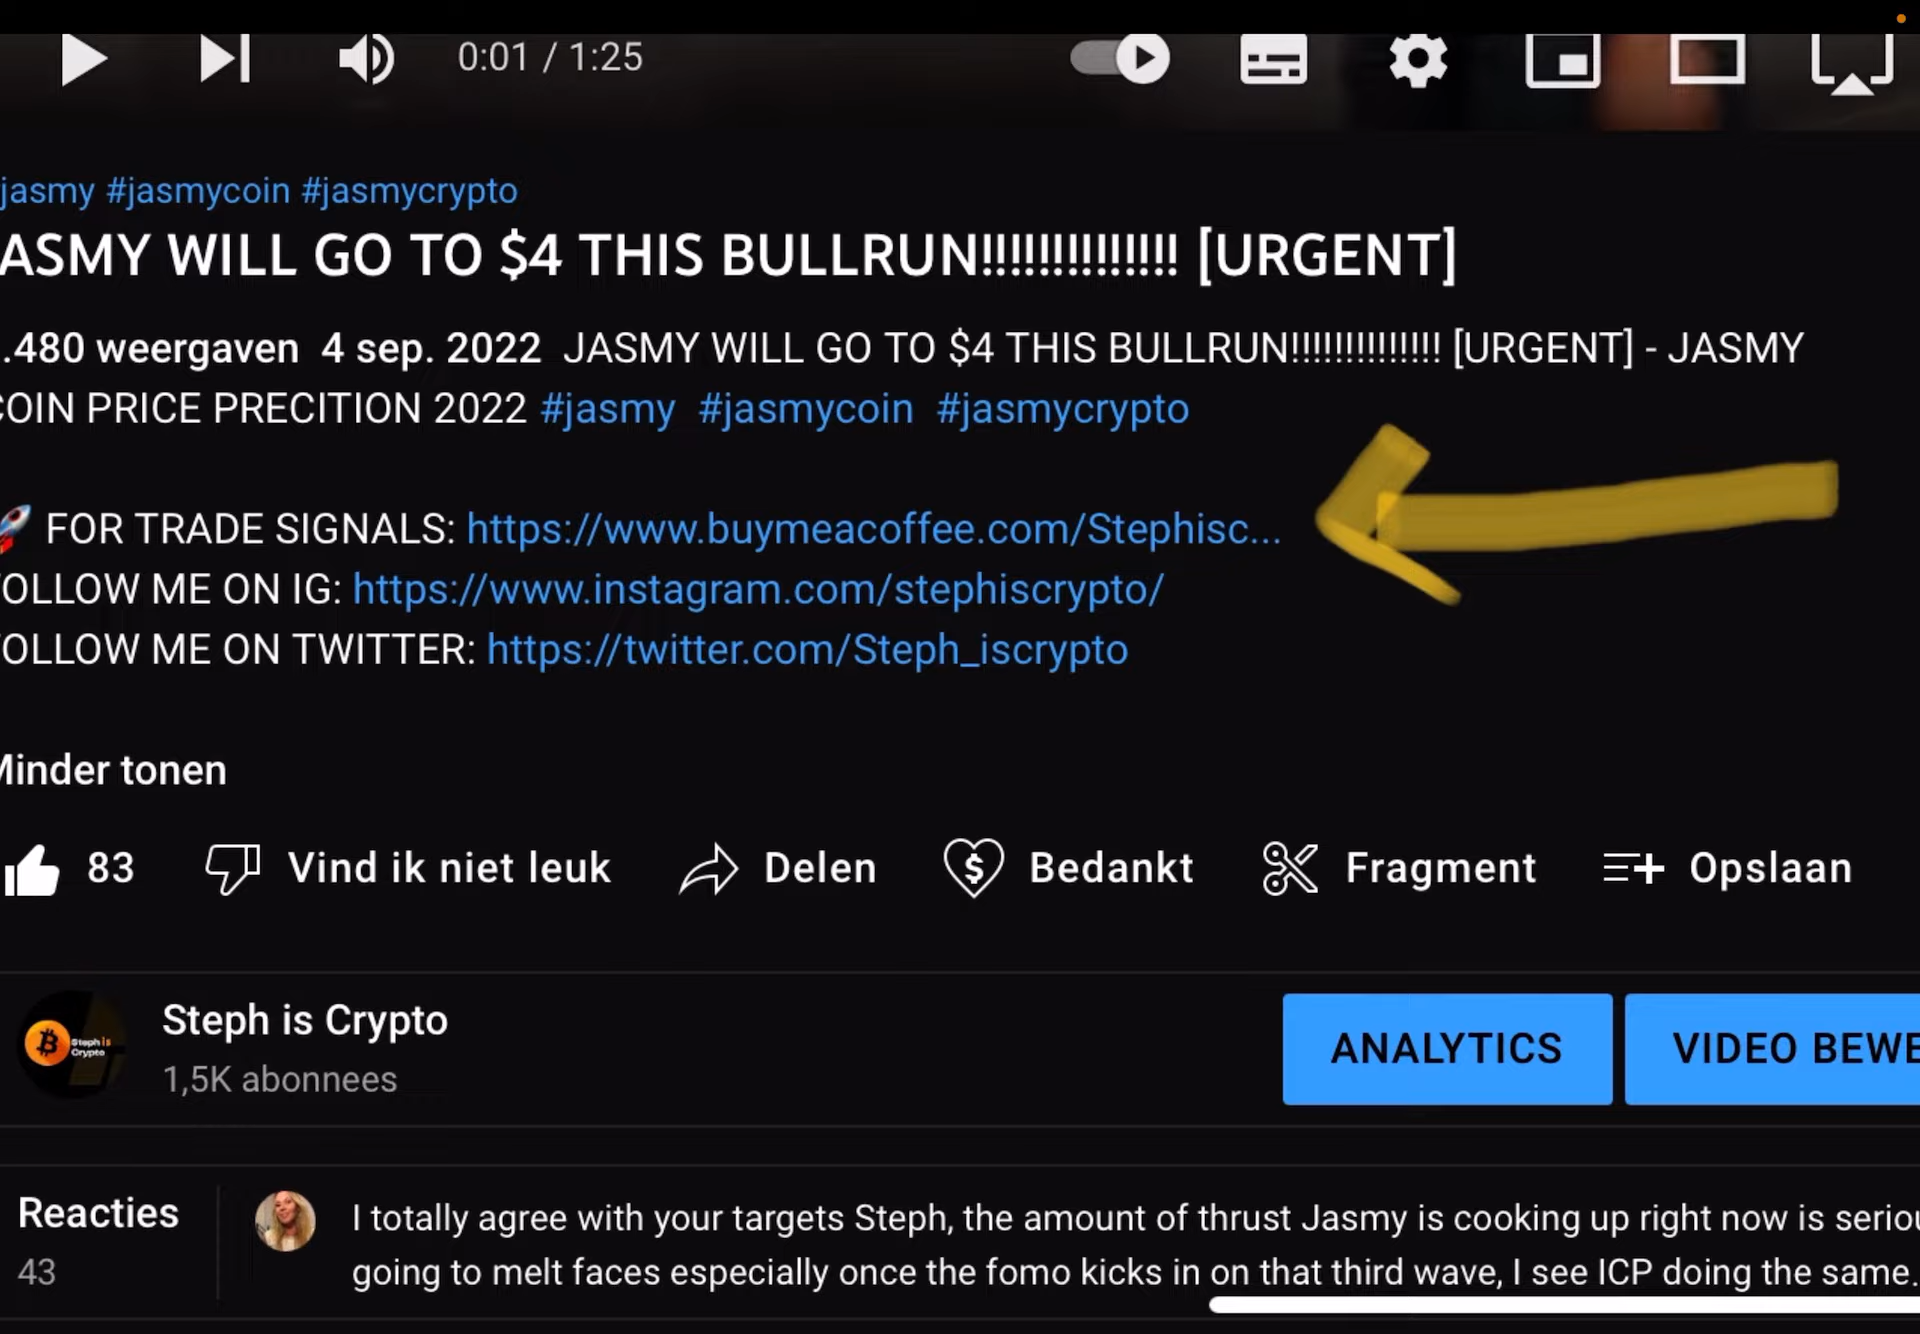 0:01 / 1:25
jasmy #jasmycoin #jasmycrypto
ASMY WILL GO TO $4 THIS BULLRUN!!!!!!!!!!!!!! [URGENT]
.480 weergaven 4 sep. 2022 JASMY WILL GO TO $4 THIS BULLRUN!!!!!!!!!!!!!! [URGENT] - JASMY
OIN PRICE PRECITION 2022 #jasmy #jasmycoin #jasmycrypto
FOR TRADE SIGNALS: https://www.buymeacoffee.com/Stephisc...
OLLOW ME ON IG: https://www.instagram.com/stephiscrypto/
OLLOW ME ON TWITTER: https://twitter.com/Steph_iscrypto
Minder tonen
83 Vind ik niet leuk Delen Bedankt Fragment Opslaan
Steph is Crypto
Steph is Crypto
1,5K abonnees
ANALYTICS VIDEO BEWE
Reacties
43
I totally agree with your targets Steph, the amount of thrust Jasmy is cooking up right now is seriou
going to melt faces especially once the fomo kicks in on that third wave, I see ICP doing the same.